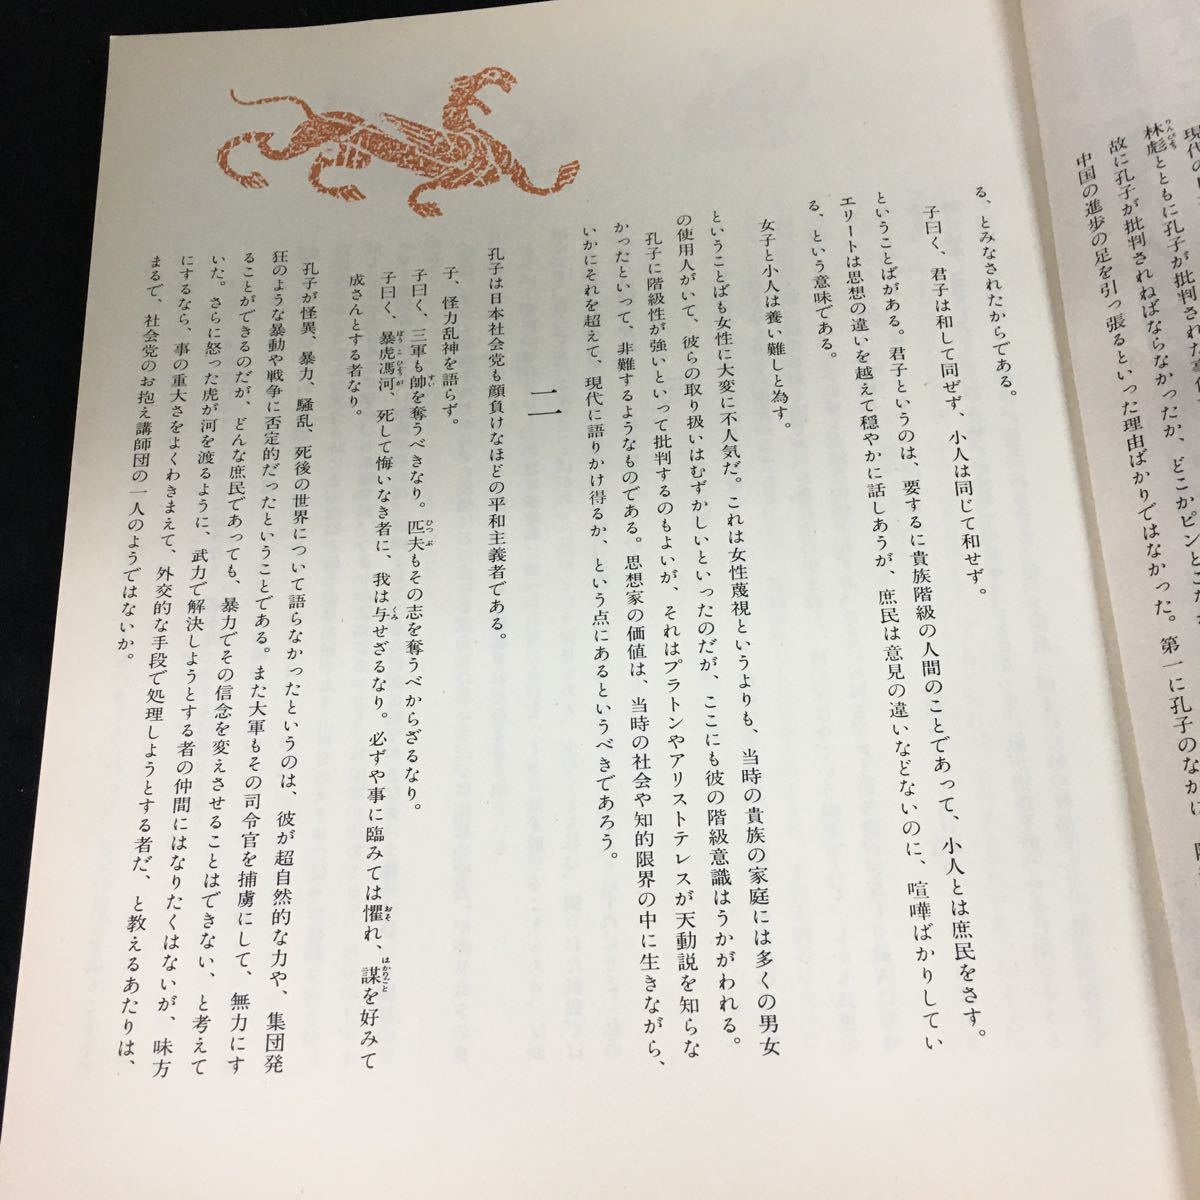 現代の
林彪とともに孔子が批判された
故に孔子が批判されねばならなかったか、どこかピンとこ
中国の進歩の足を引っ張るといった理由ばかりではなかった。第一に孔子のなかに、
る、とみなされたからである。
子曰く、君子は和して同ぜず、小人は同じて和せず。
ということばがある。君子というのは、要するに貴族階級の人間のことであって、小人とは庶民をさす。
エリートは思想の違いを越えて穏やかに話しあうが、庶民は意見の違いなどないのに、喧嘩ばかりしてい
る、という意味である。
女子と小人は養い難しと為す。
ということばも女性に大変に不人気だ。これは女性蔑視というよりも、当時の貴族の家庭には多くの男女
の使用人がいて、彼らの取り扱いはむずかしいといったのだが、ここにも彼の階級意識はうかがわれる。
孔子に階級性が強いといって批判するのもよいが、それはプラトンやアリストテレスが天動説を知らな
かったといって、非難するようなものである。思想家の価値は、当時の社会や知的限界の中に生きながら、
いかにそれを超えて、現代に語りかけ得るか、という点にあるというべきであろう。
二
孔子は日本社会党も顔負けなほどの平和主義者である。
子、怪力乱神を語らず。
子曰く、三軍も帥を奪うべきなり。匹夫もその志を奪うべからざるなり。
子曰く、暴虎馮河、死して悔いなき者に、我は与せざるなり。必ずや事に臨みては懼れ、謀を好みて
成さんとする者なり。
孔子が怪異、暴力、騒乱、死後の世界について語らなかったというのは、彼が超自然的な力や、集団発
狂のような暴動や戦争に否定的だったということである。また大軍もその司令官を捕虜にして、無力にす
ることができるのだが、どんな庶民であっても、暴力でその信念を変えさせることはできない、と考えて
いた。さらに怒った虎が河を渡るように、武力で解決しようとする者の仲間にはなりたくはないが、味方
にするなら、事の重大さをよくわきまえて、外交的な手段で処理しようとする者だ、と教えるあたりは、
まるで、社会党のお抱え講師団の一人のようではないか。